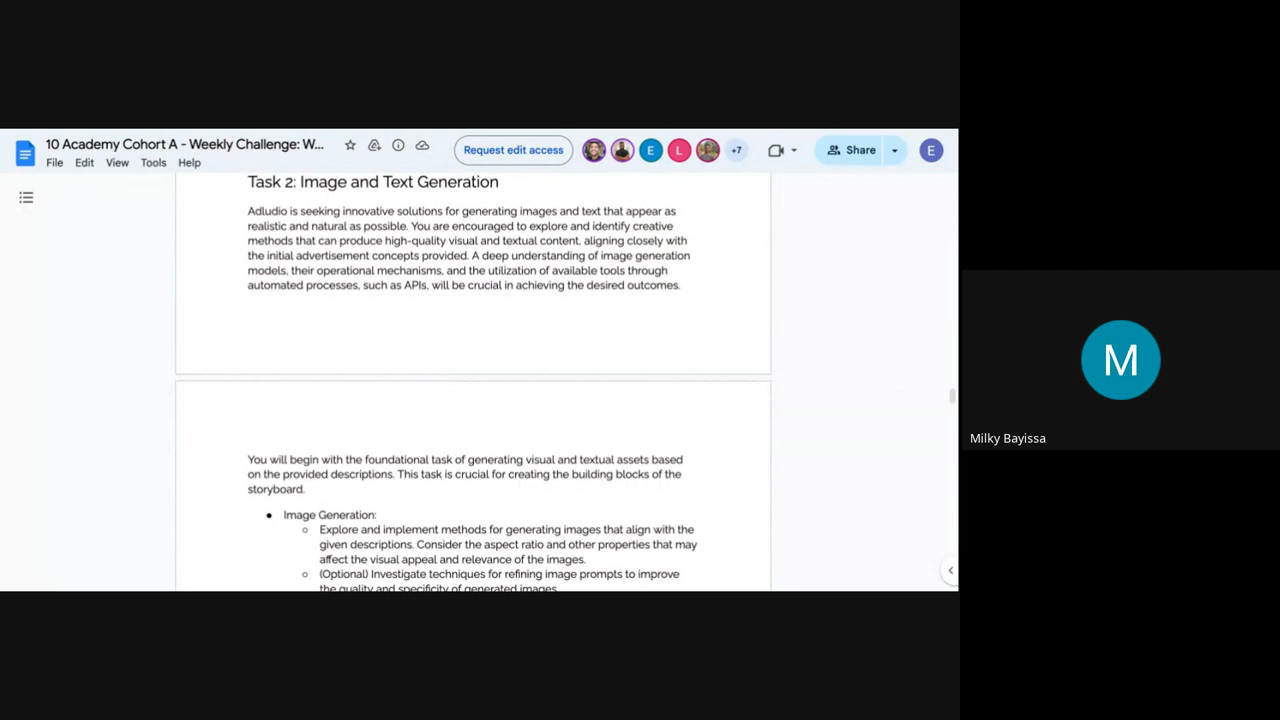 10 Academy Cohort A - Weekly Challenge: W...
File Edit View Tools Help
Request edit access
E
L
+7
Share
E
Task 2: Image and Text Generation
Adludio is seeking innovative solutions for generating images and text that appear as
realistic and natural as possible. You are encouraged to explore and identify creative
methods that can produce high-quality visual and textual content, aligning closely with
the initial advertisement concepts provided. A deep understanding of image generation
models, their operational mechanisms, and the utilization of available tools through
automated processes, such as APIs, will be crucial in achieving the desired outcomes.
You will begin with the foundational task of generating visual and textual assets based
on the provided descriptions. This task is crucial for creating the building blocks of the
storyboard.
● Image Generation:
○ Explore and implement methods for generating images that align with the
given descriptions. Consider the aspect ratio and other properties that may
affect the visual appeal and relevance of the images.
○ (Optional) Investigate techniques for refining image prompts to improve
the quality and specificity of generated images.
M
Milky Bayissa